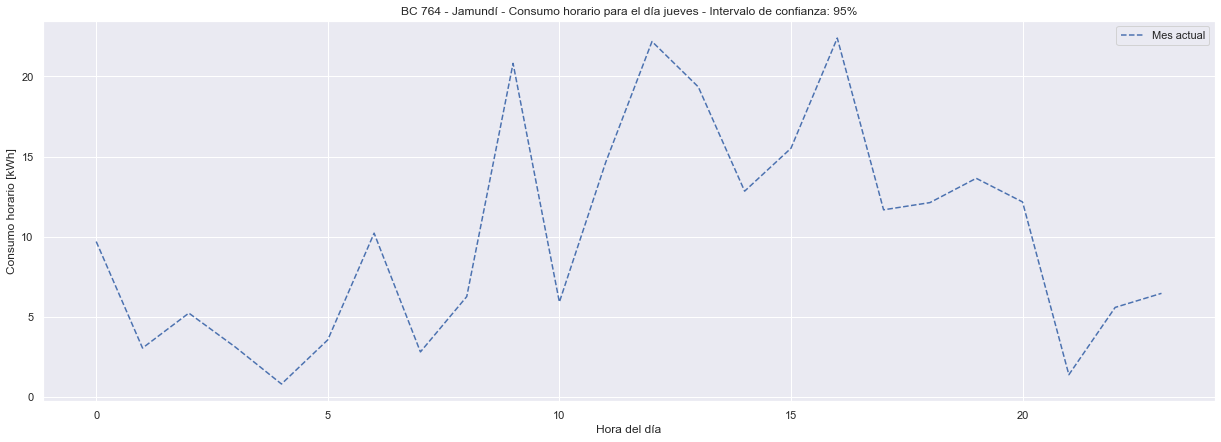 BC 764 - Jamundí - Consumo horario para el día jueves - Intervalo de confianza: 95%
Mes actual
Consumo horario [kWh]
20
15
10
5
0
0 5 10 15 20
Hora del día